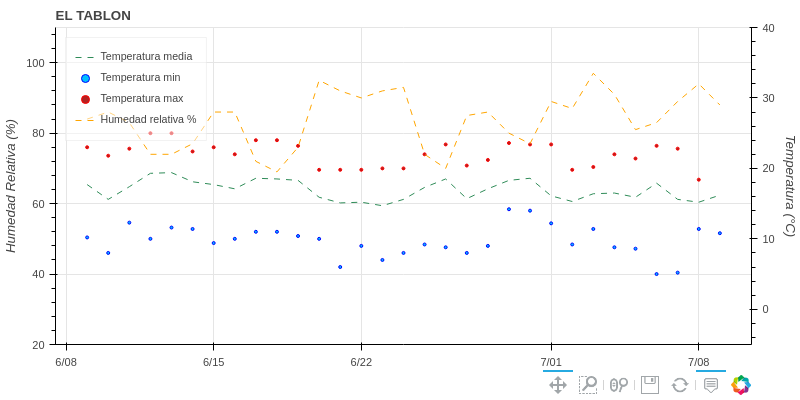 EL TABLON
Temperatura media
Temperatura min
Temperatura max
Humedad relativa %
Humedad Relativa (%)
100
80
60
40
20
40
30
20
10
0
Temperatura (°C)
6/08
6/15
6/22
7/01
7/08